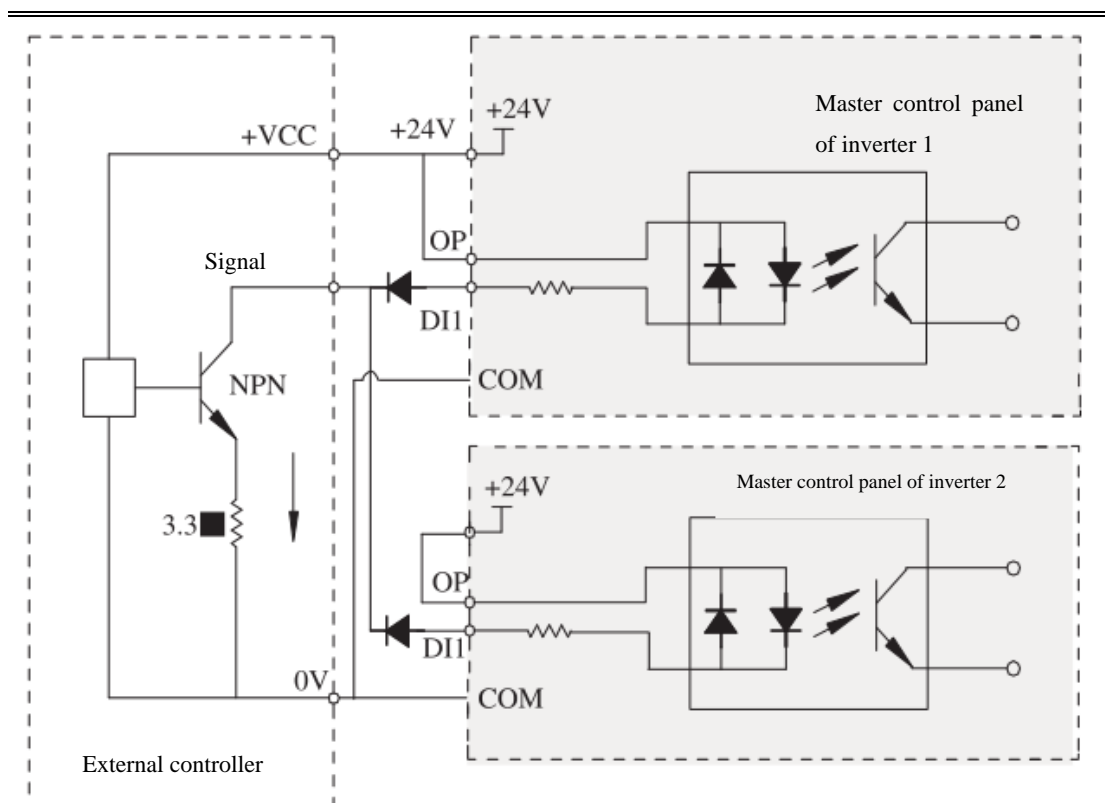 +24V
Master control panel
of inverter 1
+VCC
+24V
OP
Signal
DI1
NPN
COM
+24V
Master control panel of inverter 2
3.3
OP
DI1
0V
COM
External controller